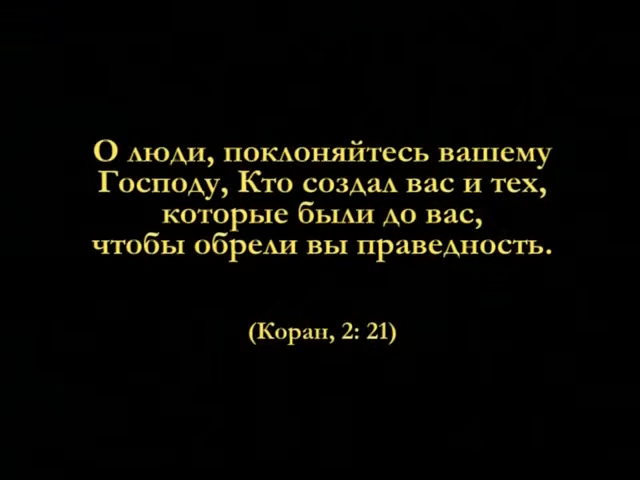 О люди, поклоняйтесь вашему
Господу, Кто создал вас и тех,
которые были до вас,
чтобы обрели вы праведность.
(Коран, 2: 21)